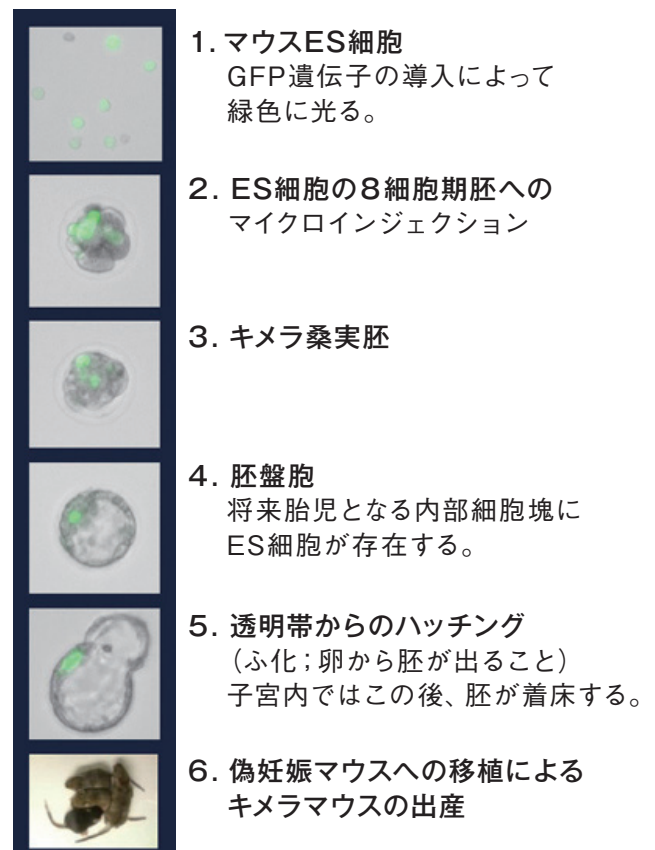 1. マウスES細胞
GFP遺伝子の導入によって
緑色に光る。
2. ES細胞の8細胞期胚への
マイクロインジェクション
3. キメラ桑実胚
4. 胚盤胞
将来胎児となる内部細胞塊に
ES細胞が存在する。
5. 透明帯からのハッチング
（ふ化；卵から胚が出ること）
子宮内ではこの後、胚が着床する。
6. 偽妊娠マウスへの移植による
キメラマウスの出産